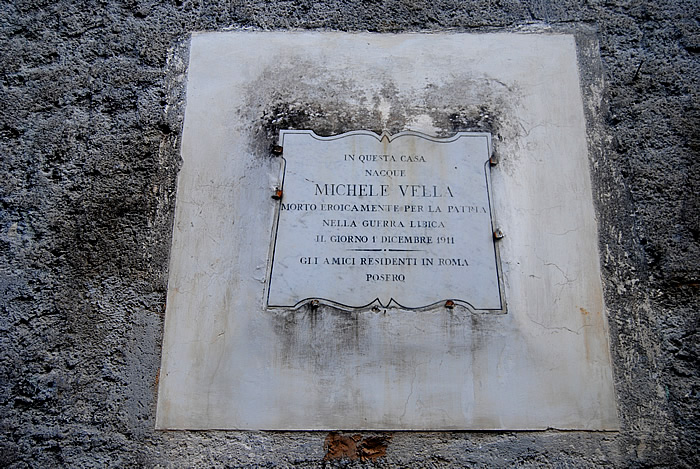 IN QUESTA CASA
NACQUE
MICHELE VELLA
MORTO EROICAMENTE PER LA PATRIA
NELLA GUERRA LIBICA
IL GIORNO 1 DICEMBRE 1911
GLI AMICI RESIDENTI IN ROMA
POSERO